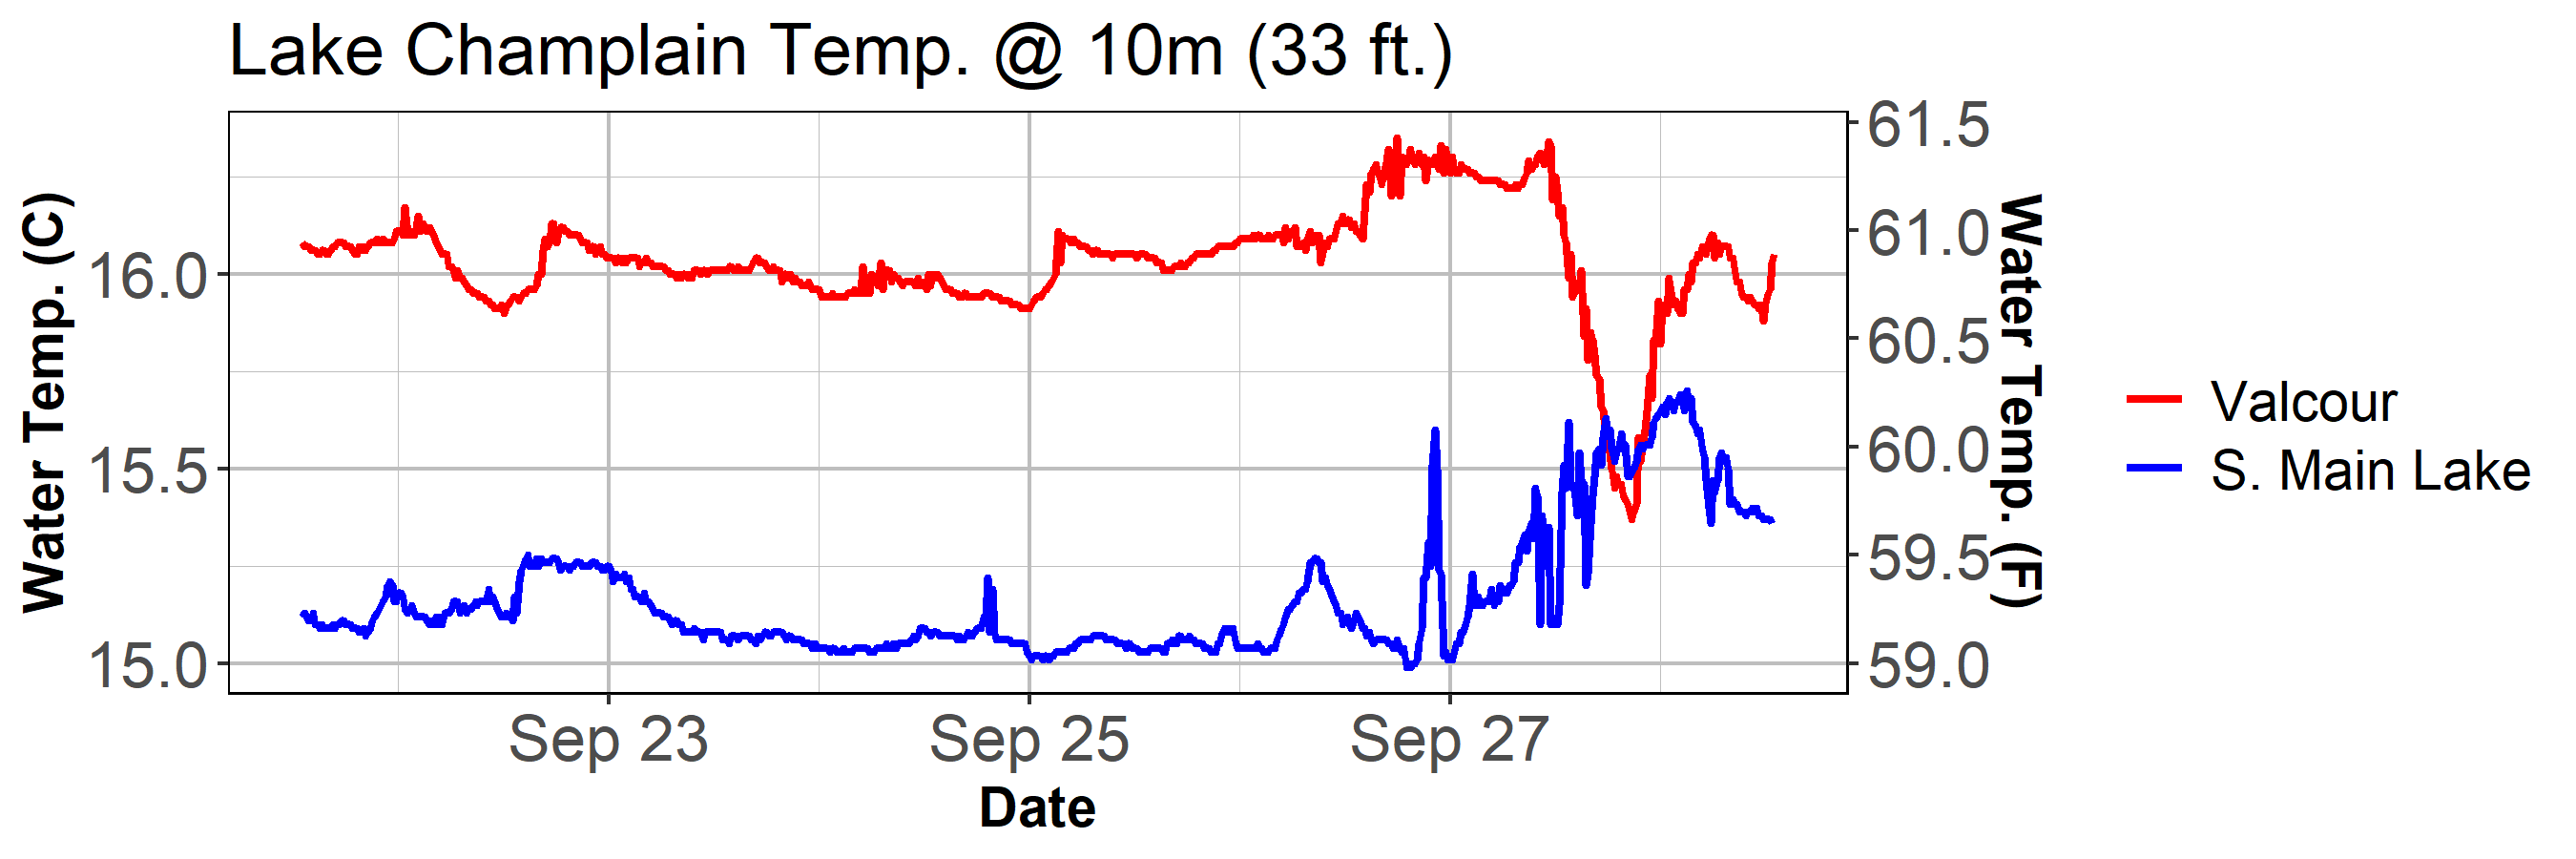 Lake Champlain Temp. @ 10m (33 ft.)
Water Temp. (C)
16.0
15.5
15.0
61.5
61.0
60.5
60.0
59.5
59.0
Water Temp. (F)
Sep 23
Sep 25
Sep 27
Date
Valcour
S. Main Lake